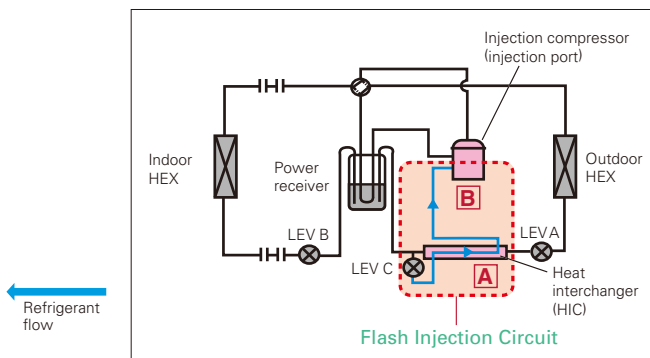 Injection compressor
(injection port)
Indoor
HEX
Power
receiver
Outdoor
HEX
B
LEV B
LEV A
LEV C
A
Heat
interchanger
(HIC)
Refrigerant
flow
Flash Injection Circuit